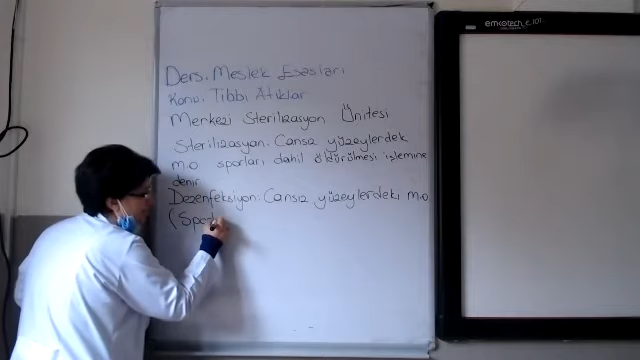 emkotech
Ders. Meslek Esasları
Konu. Tıbbi Atıklar
Merkezi Sterilizasyon Ünitesi
Sterilizasyon. Cansız yüzeylerdek
m.o sporları dahil öldürülmesi işlemine
denir
Dezenfeksiyon. Cansız yüzeylerdeki m.o
(Spor